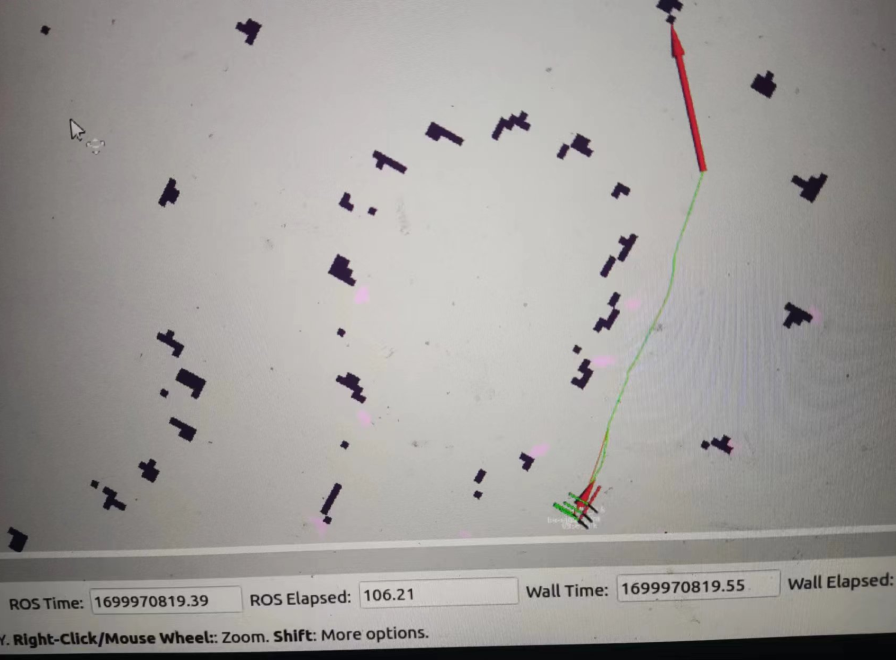 ROS Time: 1699970819.39 ROS Elapsed: 106.21 Wall Time: 1699970819.55 Wall Elapsed:
Y. Right-Click/Mouse Wheel:: Zoom. Shift: More options.